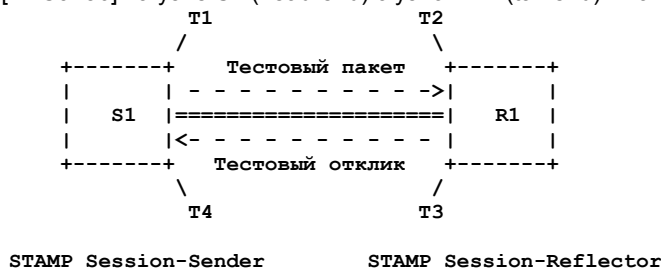 T1 T2
/ /
+-------+ Тестовый пакет +-------+
| | - - - - - - - - - ->| |
| S1 |=====================| R1 |
| |<- - - - - - - - - - | |
+-------+ Тестовый отклик +-------+
\ /
T4 T3
STAMP Session-Sender STAMP Session-Reflector